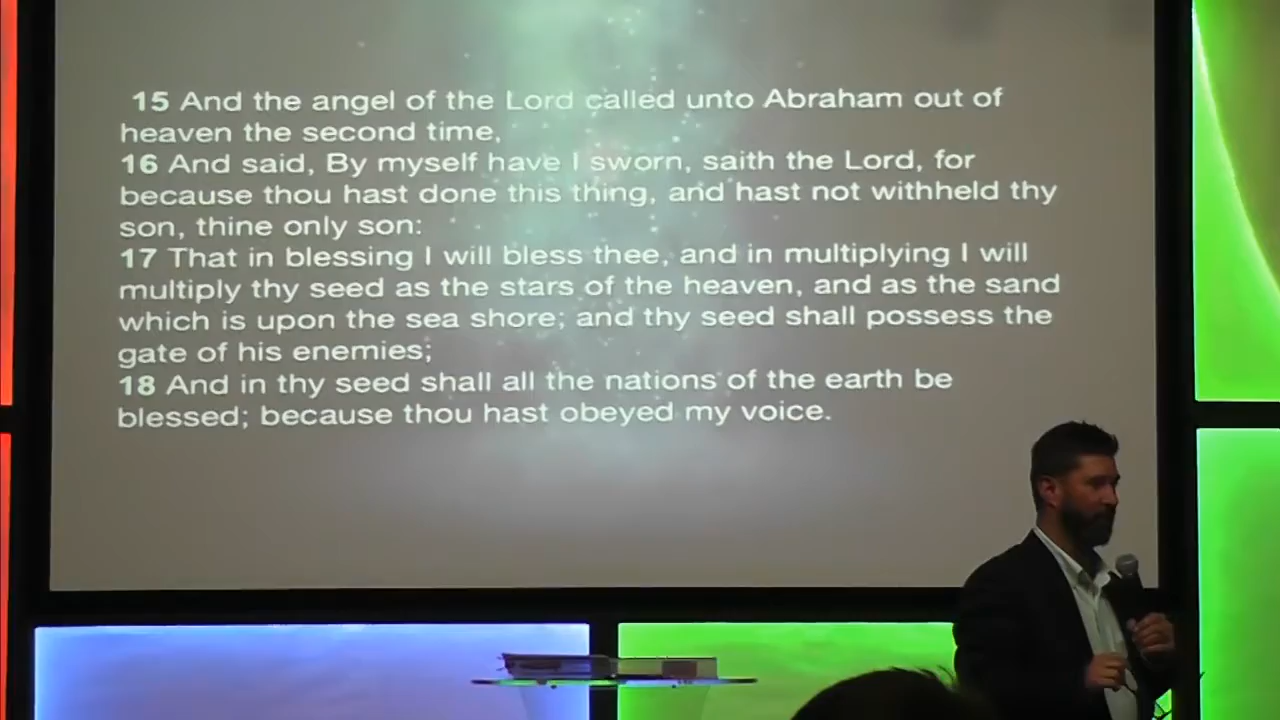 15 And the angel of the Lord called unto Abraham out of
heaven the second time,
16 And said, By myself have I sworn, saith the Lord, for
because thou hast done this thing, and hast not withheld thy
son, thine only son:
17 That in blessing I will bless thee, and in multiplying I will
multiply thy seed as the stars of the heaven, and as the sand
which is upon the sea shore; and thy seed shall possess the
gate of his enemies;
18 And in thy seed shall all the nations of the earth be
blessed; because thou hast obeyed my voice.